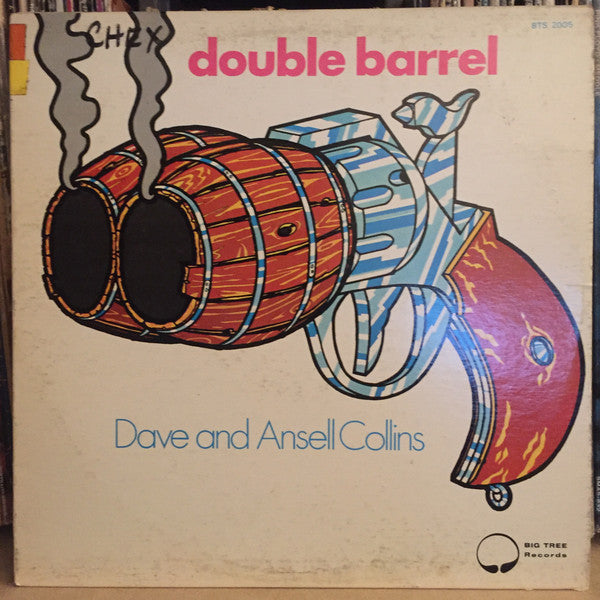 CHEX
BTS 2005
double barrel
Dave and Ansell Collins
BIG TREE
Records